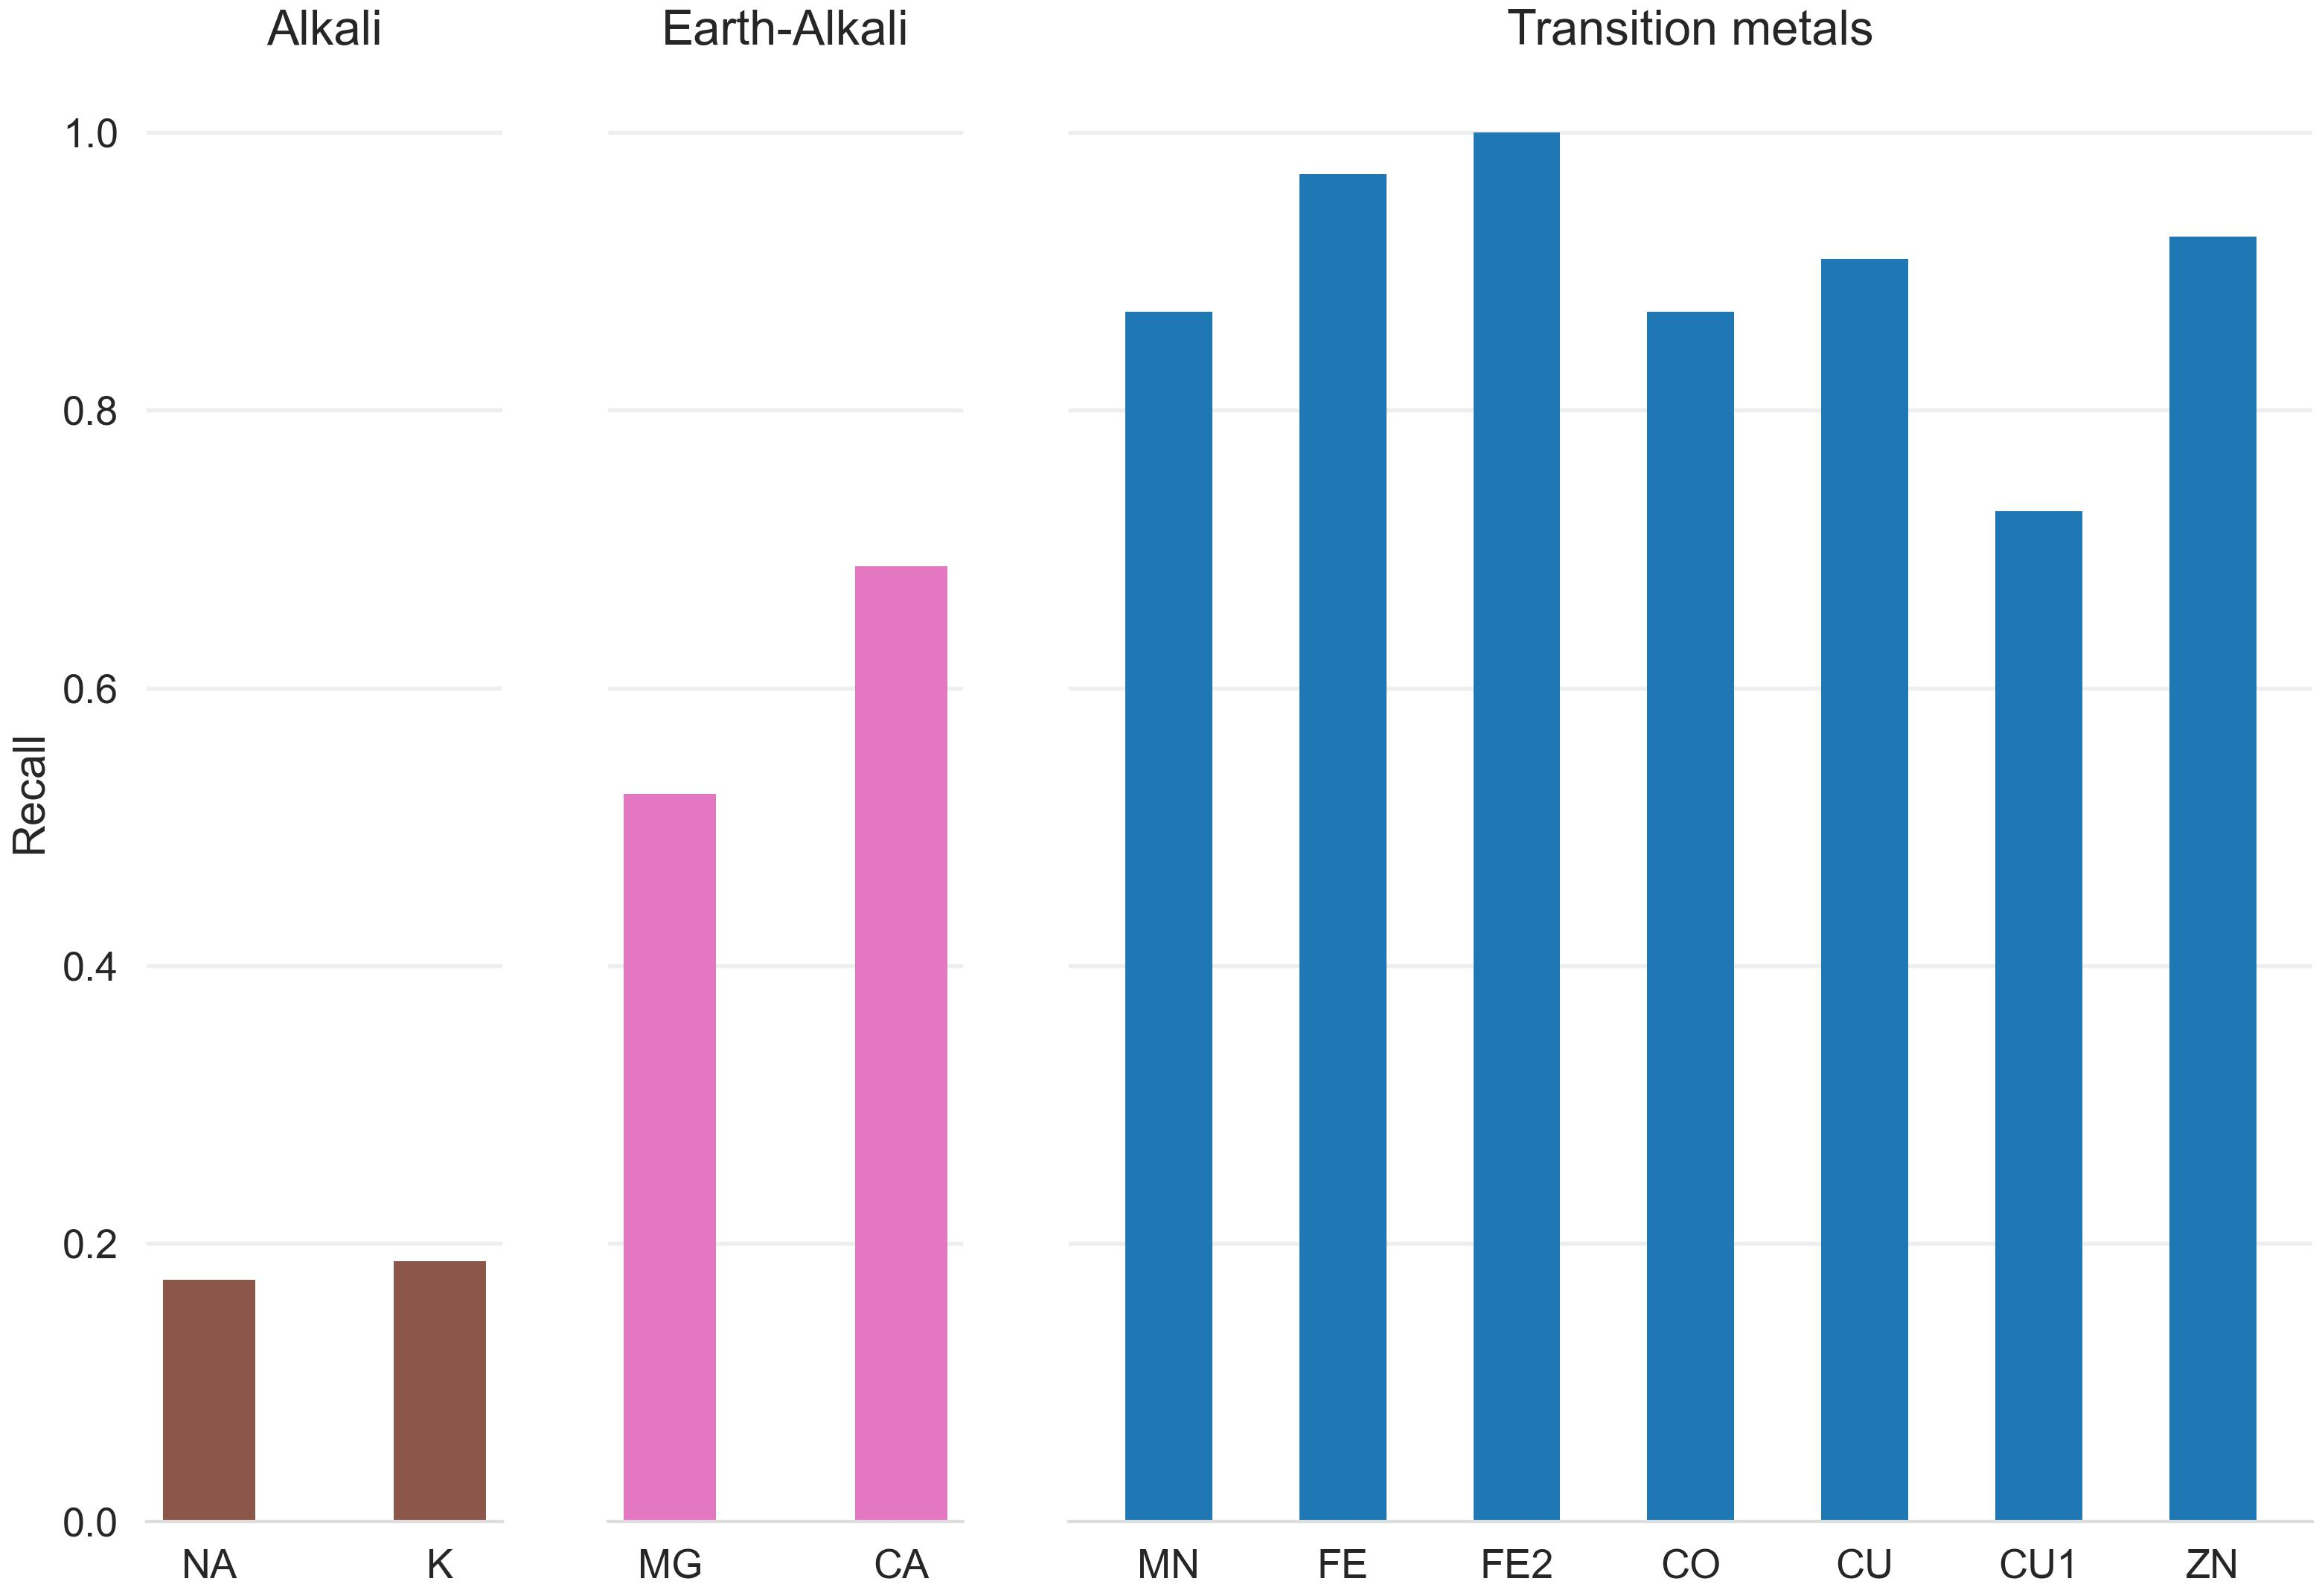 Alkali
Earth-Alkali
Transition metals
1.0
0.8
0.6
0.4
0.2
0.0
Recall
NA
K
MG
CA
MN
FE
FE2
CO
CU
CU1
ZN